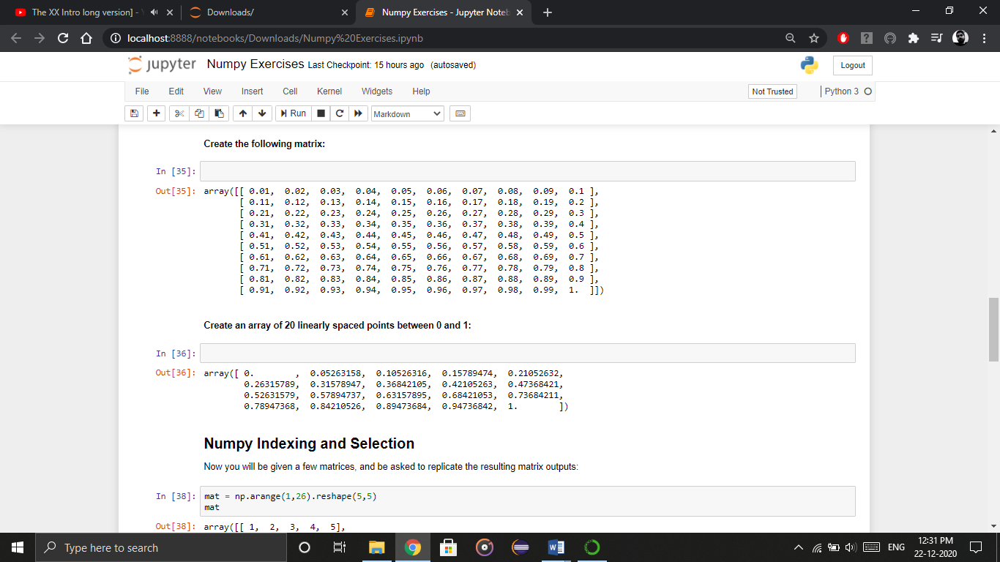 The XX Intro long version] - Y
Downloads/
Numpy Exercises - Jupyter Noteb
localhost:8888/notebooks/Downloads/Numpy%20Exercises.ipynb
jupyter Numpy Exercises Last Checkpoint: 15 hours ago (autosaved)
Logout
File Edit View Insert Cell Kernel Widgets Help
Not Trusted
Python 3
Run
Markdown
Create the following matrix:
In [35]:
Out[35]: array([[ 0.01, 0.02, 0.03, 0.04, 0.05, 0.06, 0.07, 0.08, 0.09, 0.1 ],
[ 0.11, 0.12, 0.13, 0.14, 0.15, 0.16, 0.17, 0.18, 0.19, 0.2 ],
[ 0.21, 0.22, 0.23, 0.24, 0.25, 0.26, 0.27, 0.28, 0.29, 0.3 ],
[ 0.31, 0.32, 0.33, 0.34, 0.35, 0.36, 0.37, 0.38, 0.39, 0.4 ],
[ 0.41, 0.42, 0.43, 0.44, 0.45, 0.46, 0.47, 0.48, 0.49, 0.5 ],
[ 0.51, 0.52, 0.53, 0.54, 0.55, 0.56, 0.57, 0.58, 0.59, 0.6 ],
[ 0.61, 0.62, 0.63, 0.64, 0.65, 0.66, 0.67, 0.68, 0.69, 0.7 ],
[ 0.71, 0.72, 0.73, 0.74, 0.75, 0.76, 0.77, 0.78, 0.79, 0.8 ],
[ 0.81, 0.82, 0.83, 0.84, 0.85, 0.86, 0.87, 0.88, 0.89, 0.9 ],
[ 0.91, 0.92, 0.93, 0.94, 0.95, 0.96, 0.97, 0.98, 0.99, 1. ]])
Create an array of 20 linearly spaced points between 0 and 1:
In [36]:
Out[36]: array([ 0. , 0.05263158, 0.10526316, 0.15789474, 0.21052632,
0.26315789, 0.31578947, 0.36842105, 0.42105263, 0.47368421,
0.52631579, 0.57894737, 0.63157895, 0.68421053, 0.73684211,
0.78947368, 0.84210526, 0.89473684, 0.94736842, 1. ])
Numpy Indexing and Selection
Now you will be given a few matrices, and be asked to replicate the resulting matrix outputs:
In [38]: mat = np.arange(1,26).reshape(5,5)
mat
Out[38]: array([[ 1, 2, 3, 4, 5],
Type here to search
ENG
12:31 PM
22-12-2020